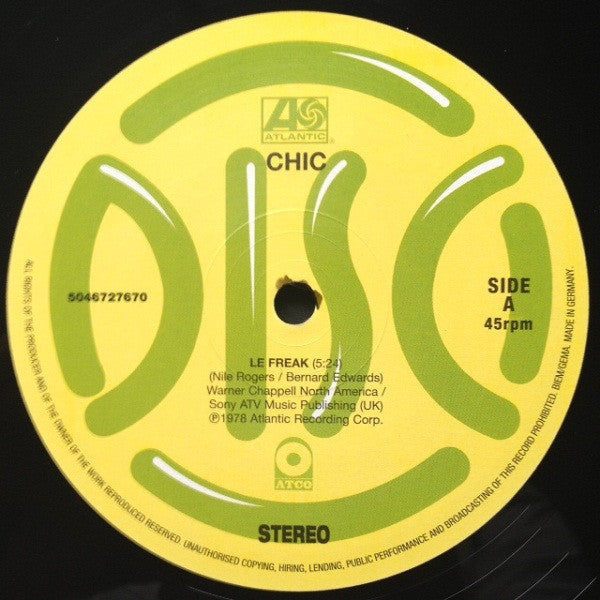 ATLANTIC
CHIC
DISCO
5046727670
SIDE
A
45rpm
LE FREAK (5:24)
(Nile Rogers / Bernard Edwards)
Warner Chappell North America /
Sony ATV Music Publishing (UK)
℗1978 Atlantic Recording Corp.
ATCO
STEREO
ALL RIGHTS OF THE PRODUCER AND OF THE OWNER OF THE WORK REPRODUCED RESERVED. UNAUTHORISED COPYING, HIRING, LENDING, PUBLIC PERFORMANCE AND BROADCASTING OF THIS RECORD PROHIBITED. BIEM/GEMA. MADE IN GERMANY.